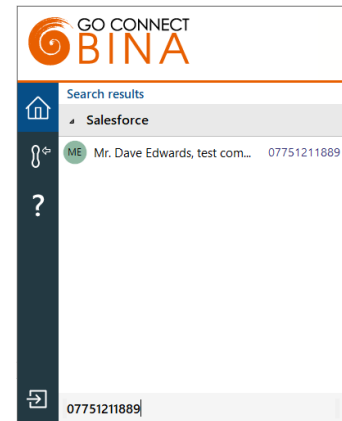 GO CONNECT
BINA
Search results
Salesforce
ME Mr. Dave Edwards, test com... 07751211889
?
07751211889